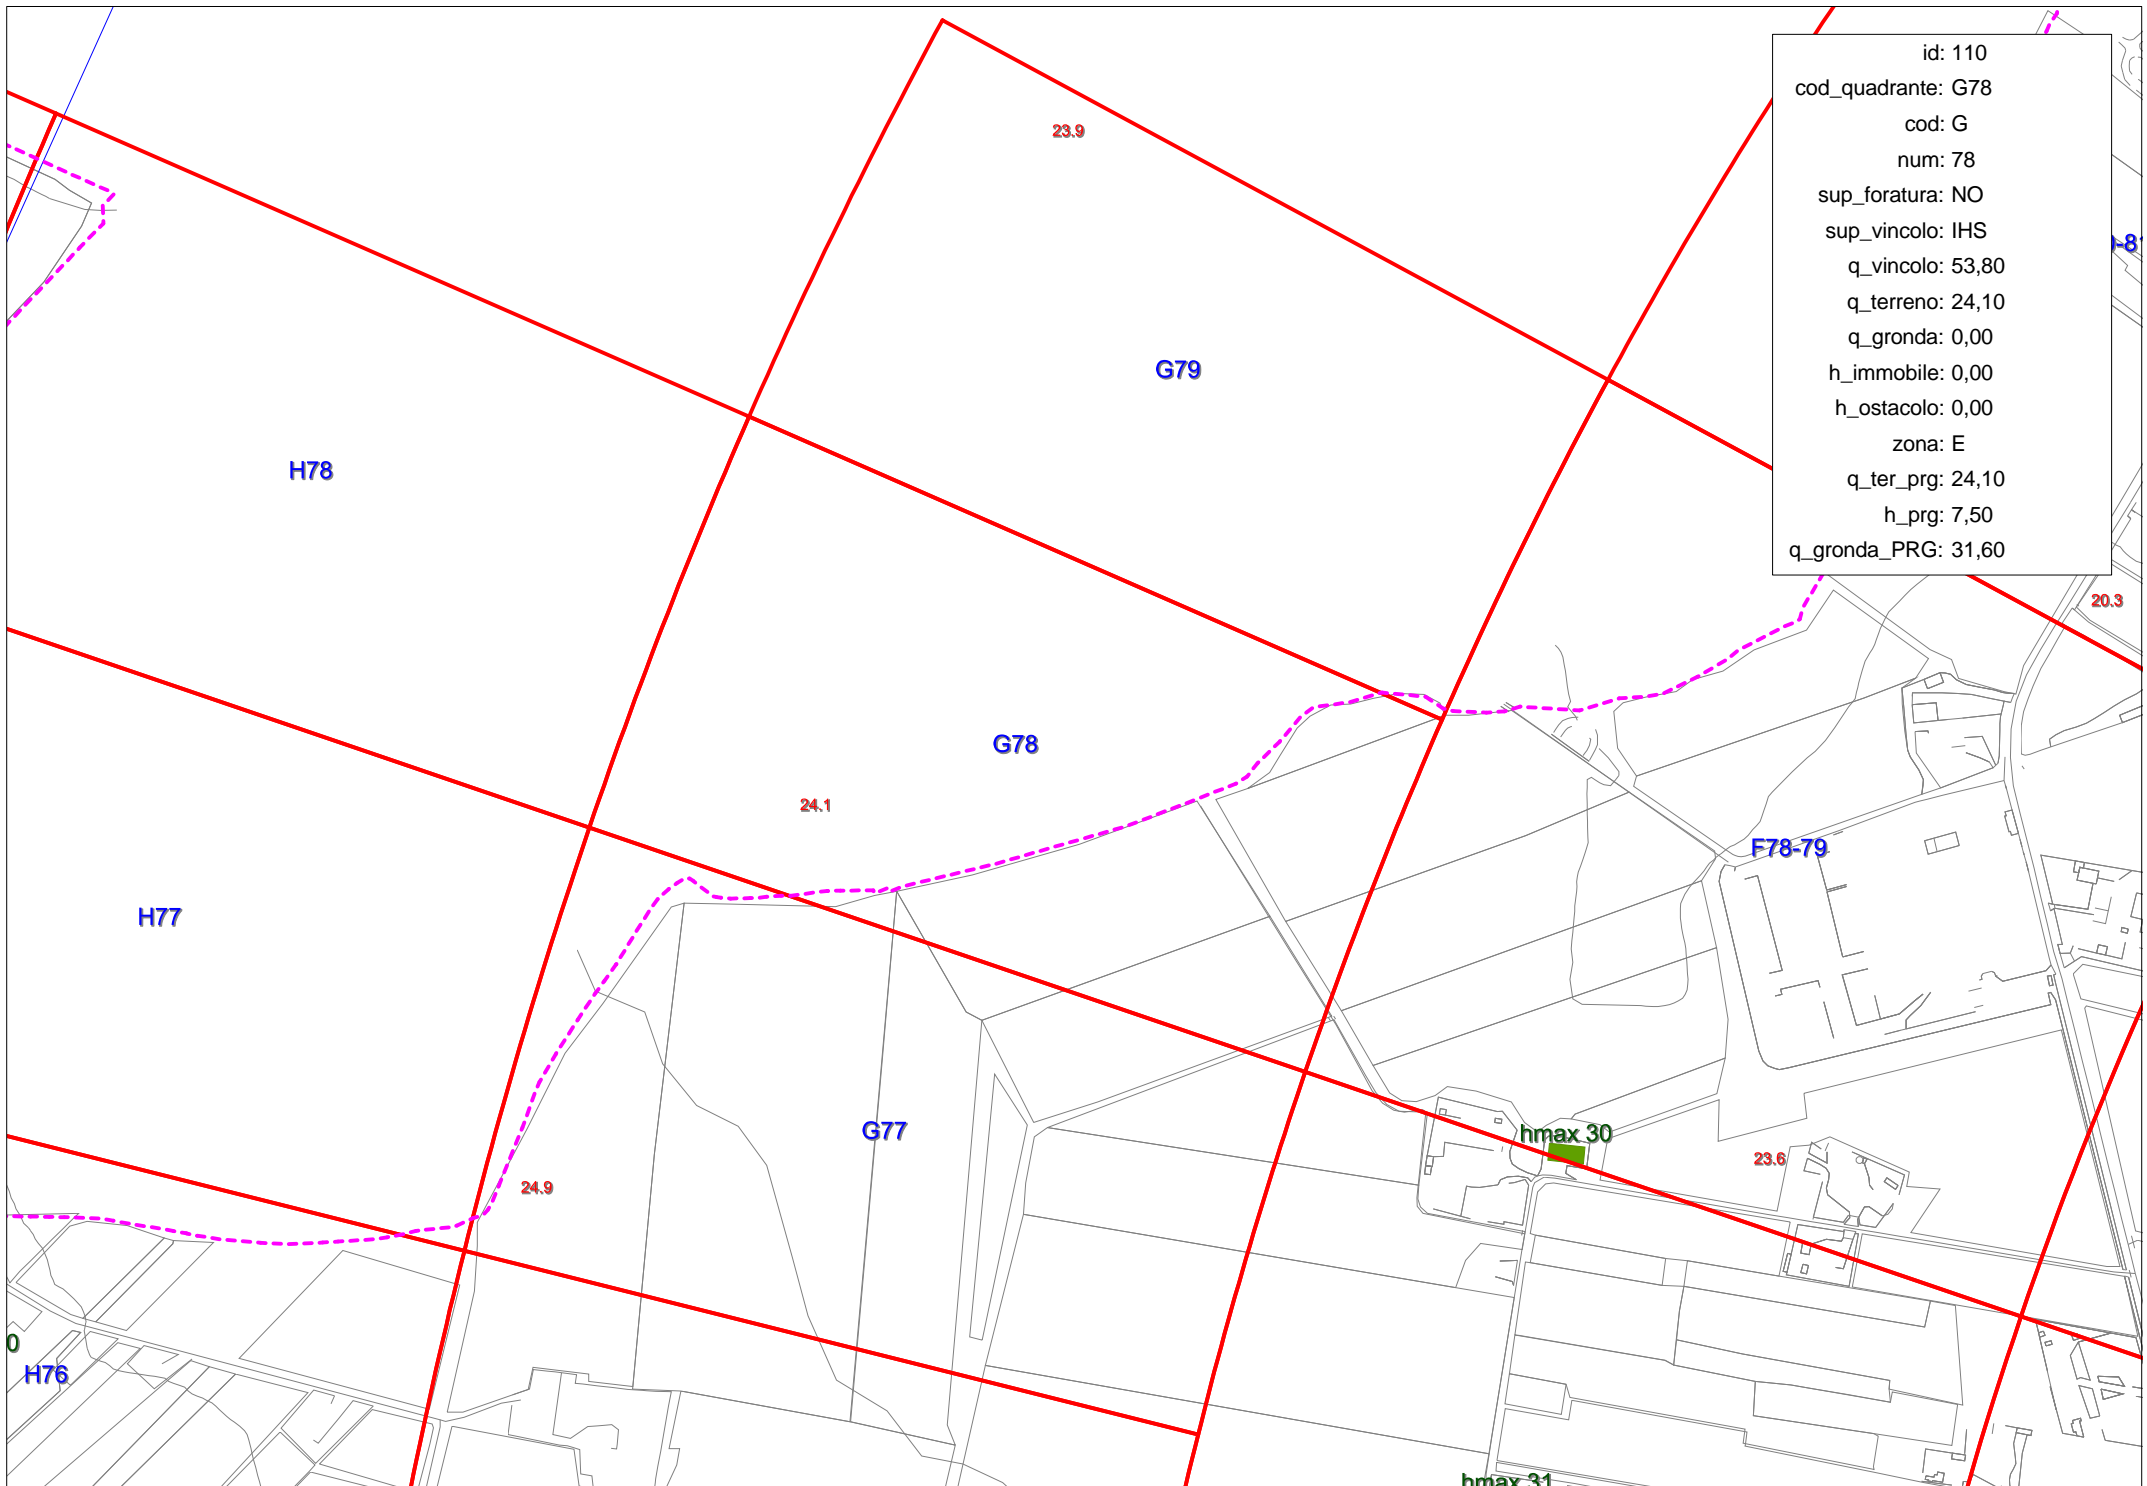 id: 110
cod_quadrante: G78
cod: G
num: 78
sup_foratura: NO
sup_vincolo: IHS
q_vincolo: 53,80
q_terreno: 24,10
q_gronda: 0,00
h_immobile: 0,00
h_ostacolo: 0,00
zona: E
q_ter_prg: 24,10
h_prg: 7,50
q_gronda_PRG: 31,60
23.9
-81
G79
H78
20.3
G78
24.1
F78-79
H77
G77
hmax 30
23.6
24.9
0
H76
hmax 31